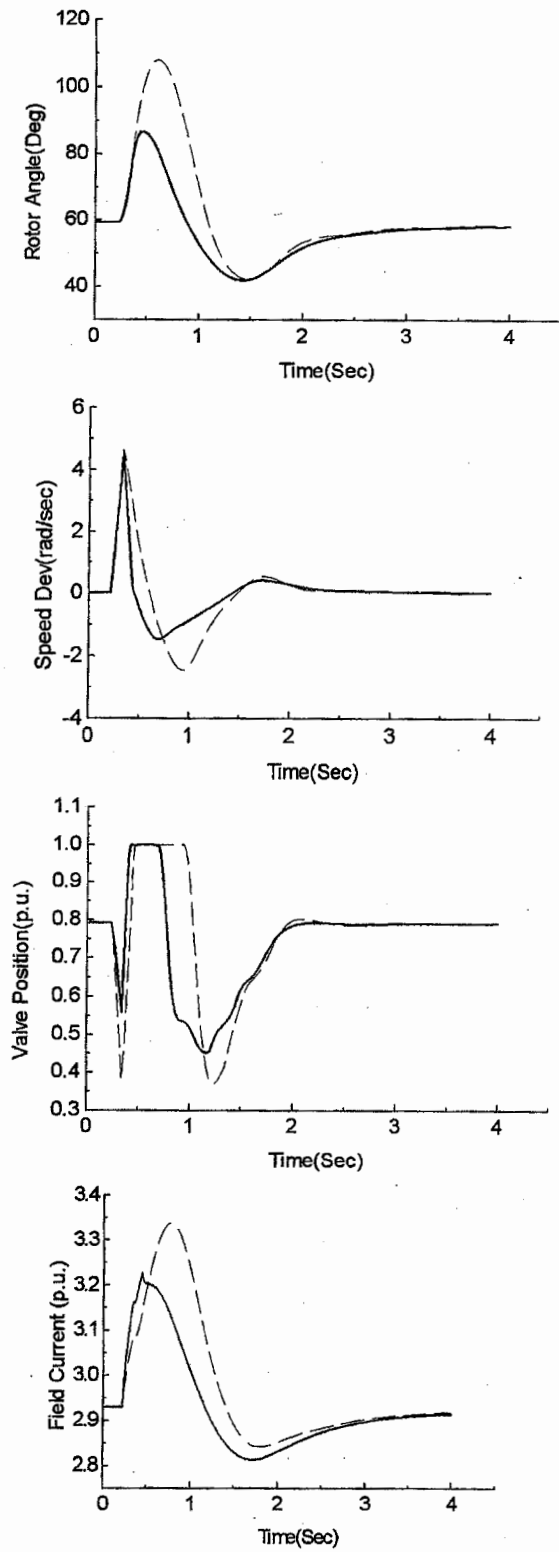 120
100
80
60
40
Rotor Angle(Deg)
0 1 2 3 4
Time(Sec)
6
4
2
0
-2
-4
Speed Dev(rad/sec)
0 1 2 3 4
Time(Sec)
1.1
1.0
0.9
0.8
0.7
0.6
0.5
0.4
0.3
Valve Position(p.u.)
0 1 2 3 4
Time(Sec)
3.4
3.3
3.2
3.1
3.0
2.9
2.8
Field Current (p.u.)
0 1 2 3 4
Time(Sec)